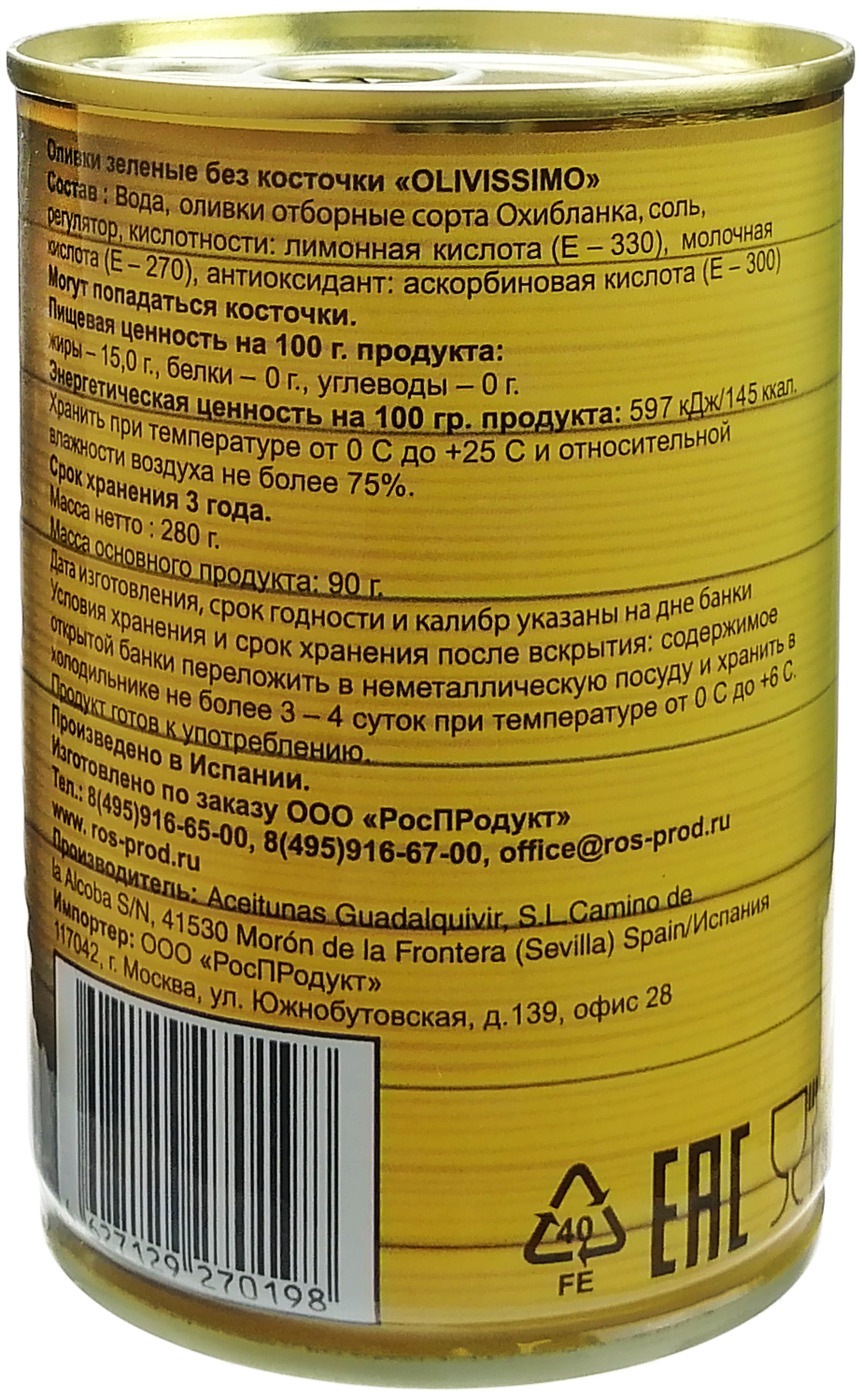 Оливки зеленые без косточки «OLIVISSIMO»
Состав : Вода, оливки отборные сорта Охибланка, соль,
регулятор, кислотности: лимонная кислота (Е – 330), молочная
кислота (Е – 270), антиоксидант: аскорбиновая кислота (Е – 300)
Могут попадаться косточки.
Пищевая ценность на 100 г. продукта:
жиры – 15,0 г., белки – 0 г., углеводы – 0 г.
Энергетическая ценность на 100 гр. продукта: 597 кДж/145 ккал.
Хранить при температуре от 0 С до +25 С и относительной
влажности воздуха не более 75%.
Срок хранения 3 года.
Масса нетто : 280 г.
Масса основного продукта: 90 г.
Дата изготовления, срок годности и калибр указаны на дне банки
Условия хранения и срок хранения после вскрытия: содержимое
открытой банки переложить в неметаллическую посуду и хранить в
холодильнике не более 3 – 4 суток при температуре от 0 С до +6 С.
Продукт готов к употреблению.
Произведено в Испании.
Изготовлено по заказу ООО «РосПРодукт»
Тел.: 8(495)916-65-00, 8(495)916-67-00, office@ros-prod.ru
www. ros-prod.ru
Производитель: Aceitunas Guadalquivir, S.L.Camino de
la Alcoba S/N, 41530 Morón de la Frontera (Sevilla) Spain/Испания
Импортер: ООО «РосПРодукт»
117042, г. Москва, ул. Южнобутовская, д.139, офис 28
627129 270198
40
FE
EAC